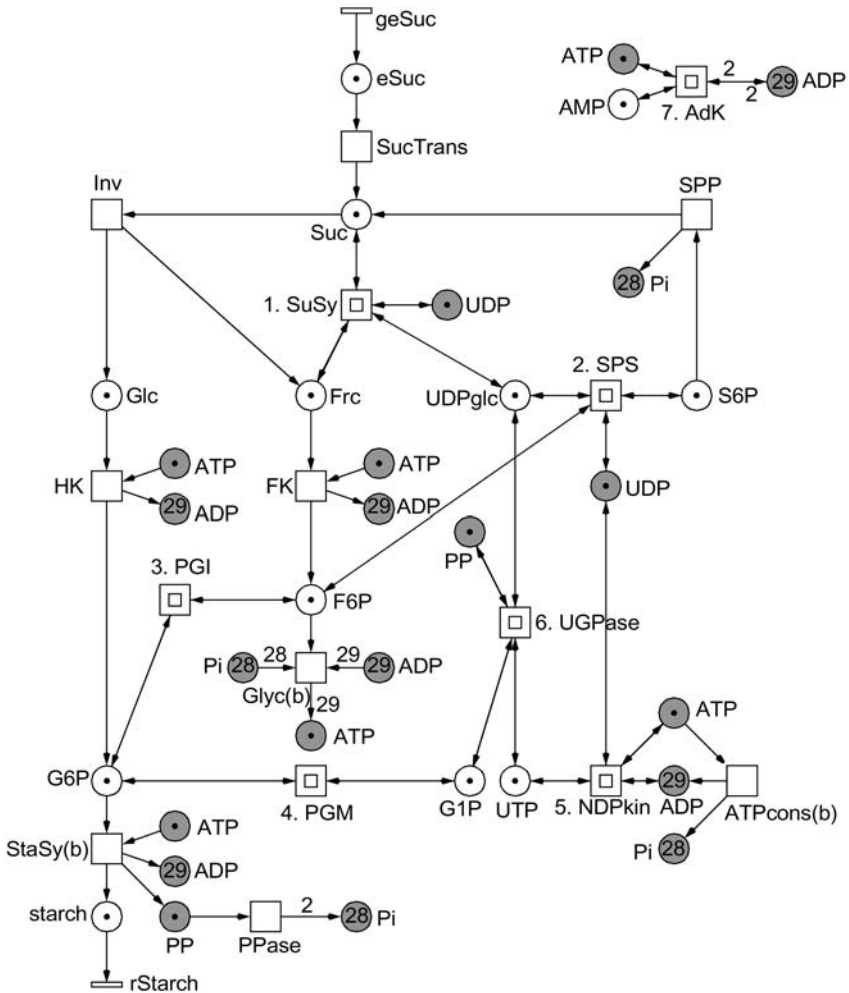 geSuc
ATP
eSuc
2
29 ADP
AMP
2
7. AdK
SucTrans
Inv
SPP
Suc
28 Pi
1. SuSy
UDP
2. SPS
Glc
Frc
UDPglc
S6P
ATP
ATP
HK
FK
UDP
29 ADP
29 ADP
PP
3. PGI
F6P
6. UGPase
Pi 28 28 29 29 ADP
Glyc(b)
29
ATP
ATP
G6P
29
4. PGM
G1P
UTP
5. NDPkin
ADP
ATPcons(b)
ATP
StaSy(b)
Pi 28
29 ADP
starch
2
28 Pi
PP
PPase
rStarch